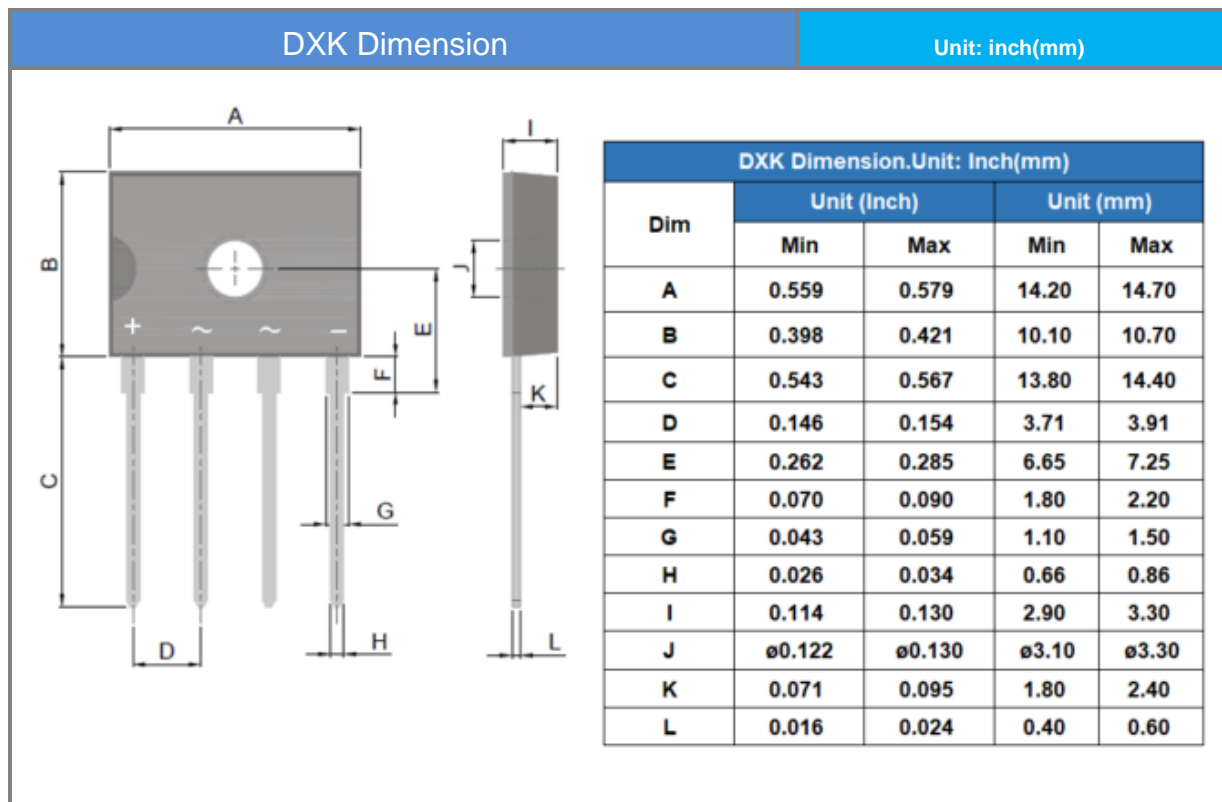 DXK Dimension
Unit: inch(mm)
A
B
C
D
E
F
G
H
+ ~ ~ −
I
J
K
L
DXK Dimension.Unit: Inch(mm)
Dim Unit (Inch) Unit (mm)
Min Max Min Max
A 0.559 0.579 14.20 14.70
B 0.398 0.421 10.10 10.70
C 0.543 0.567 13.80 14.40
D 0.146 0.154 3.71 3.91
E 0.262 0.285 6.65 7.25
F 0.070 0.090 1.80 2.20
G 0.043 0.059 1.10 1.50
H 0.026 0.034 0.66 0.86
I 0.114 0.130 2.90 3.30
J ø0.122 ø0.130 ø3.10 ø3.30
K 0.071 0.095 1.80 2.40
L 0.016 0.024 0.40 0.60